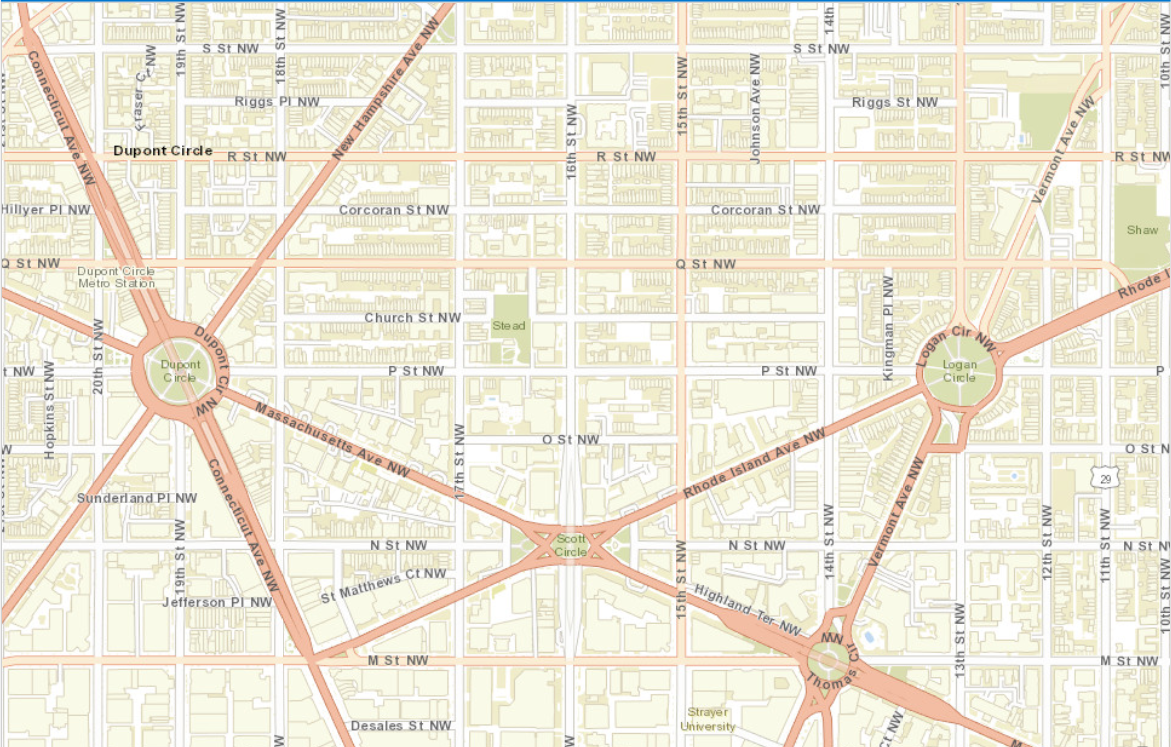 S St NW
S St NW
14th
19th St NW
18th St NW
10th St NW
Connecticut Ave NW
Fraser Ct NW
New Hampshire Ave NW
Riggs Pl NW
Riggs St NW
15th St NW
Johnson Ave NW
16th St NW
Vermont Ave NW
Dupont Circle
R St NW
R St NW
R St NW
Hillyer Pl NW
Corcoran St NW
Corcoran St NW
Shaw
Q St NW
Q St NW
Dupont Circle
Metro Station
Rhode I
Kingman Pl NW
Church St NW
Stead
20th St NW
Dupont Cir NW
Logan Cir NW
Dupont
Circle
Logan
Circle
t NW
P St NW
P St NW
P
Hopkins St NW
Massachusetts Ave NW
17th St NW
O St NW
Rhode Island Ave NW
O St N
W
29
Connecticut Ave NW
Sunderland Pl NW
Vermont Ave NW
19th St NW
N St NW
Scott
Circle
N St NW
N St N
14th St NW
12th St NW
11th St NW
10th St NW
15th St NW
St Matthews Ct NW
Jefferson Pl NW
Highland Ter NW
13th St NW
Thomas Cir NW
M St NW
M St NW
Strayer
University
Desales St NW
W
W
ct NW
M